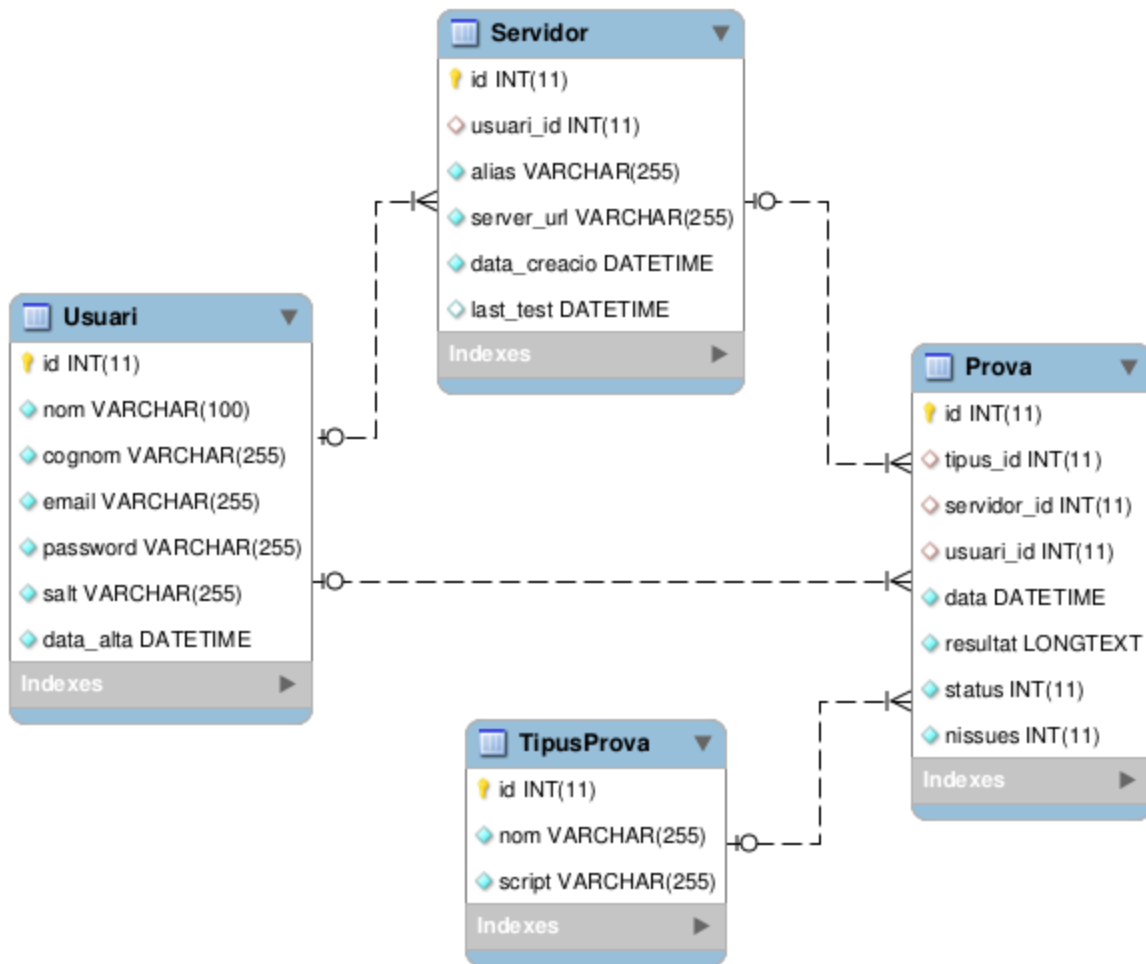 Servidor
id INT(11)
usuari_id INT(11)
alias VARCHAR(255)
server_url VARCHAR(255)
data_creacio DATETIME
last_test DATETIME
Indexes
Usuari
id INT(11)
nom VARCHAR(100)
cognom VARCHAR(255)
email VARCHAR(255)
password VARCHAR(255)
salt VARCHAR(255)
data_alta DATETIME
Indexes
Prova
id INT(11)
tipus_id INT(11)
servidor_id INT(11)
usuari_id INT(11)
data DATETIME
resultat LONGTEXT
status INT(11)
nissues INT(11)
Indexes
TipusProva
id INT(11)
nom VARCHAR(255)
script VARCHAR(255)
Indexes